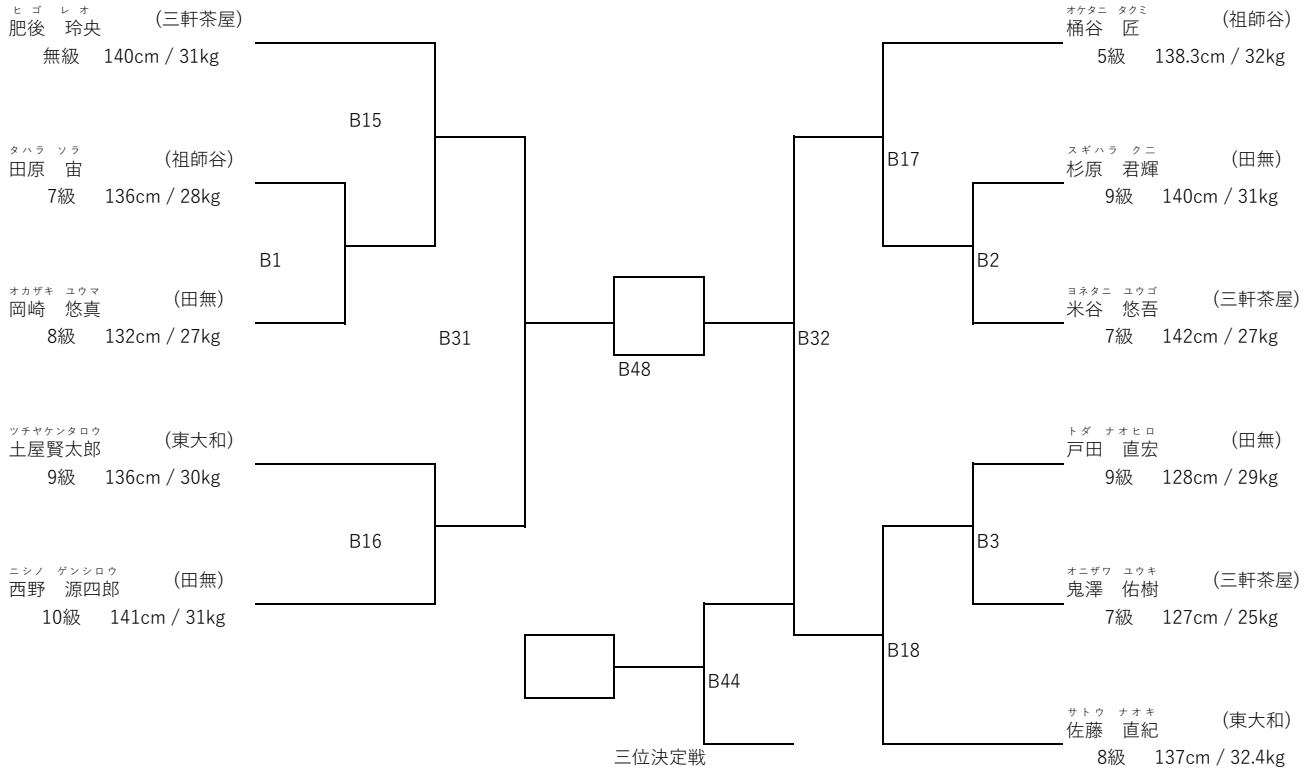 ヒゴ　レオ
肥後　玲央　(三軒茶屋)
無級　140cm / 31kg
B15
タハラ　ソラ
田原　宙　(祖師谷)
7級　136cm / 28kg
B1
オカザキ　ユウマ
岡崎　悠真　(田無)
8級　132cm / 27kg
B31
ツチヤケンタロウ
土屋賢太郎　(東大和)
9級　136cm / 30kg
B16
ニシノ　ゲンシロウ
西野　源四郎　(田無)
10級　141cm / 31kg
B48
B44
三位決定戦
オケタニ　タクミ
桶谷　匠　(祖師谷)
5級　138.3cm / 32kg
B17
スギハラ　クニ
杉原　君輝　(田無)
9級　140cm / 31kg
B2
ヨネタニ　ユウゴ
米谷　悠吾　(三軒茶屋)
7級　142cm / 27kg
B32
トダ　ナオヒロ
戸田　直宏　(田無)
9級　128cm / 29kg
B3
オニザワ　ユウキ
鬼澤　佑樹　(三軒茶屋)
7級　127cm / 25kg
B18
サトウ　ナオキ
佐藤　直紀　(東大和)
8級　137cm / 32.4kg